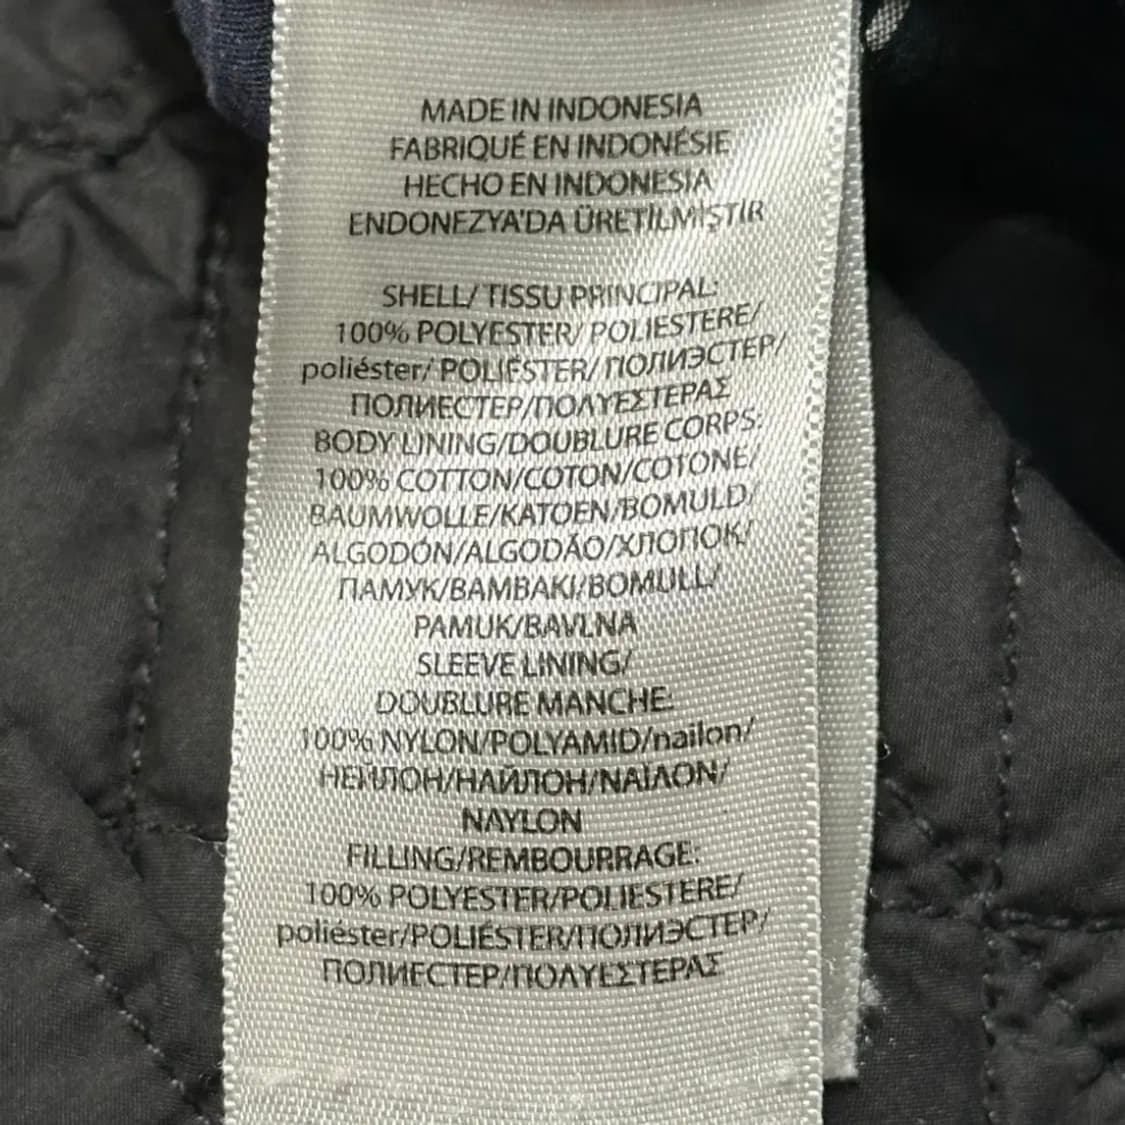 MADE IN INDONESIA
FABRIQUÉ EN INDONÉSIE
HECHO EN INDONESIA
ENDONEZYA'DA ÜRETİLMİŞTİR
SHELL/ TISSU PRINCIPAL:
100% POLYESTER/ POLIESTERE/
poliéster/ POLIÉSTER/ ПОЛИЭСТЕР/
ПОЛИЕСТЕР/ΠΟΛΥΕΣΤΕΡΑΣ
BODY LINING/DOUBLURE CORPS:
100% COTTON/COTON/COTONE/
BAUMWOLLE/KATOEN/BOMULD/
ALGODÓN/ALGODÃO/ХЛОПОК/
ПАМУК/ΒΑΜΒΑΚΙ/BOMULL/
PAMUK/BAVLNA
SLEEVE LINING/
DOUBLURE MANCHE:
100% NYLON/POLYAMID/nailon/
НЕЙЛОН/НАЙЛОН/ΝΑΪΛΟΝ/
NAYLON
FILLING/REMBOURRAGE:
100% POLYESTER/POLIESTERE/
poliéster/POLIÉSTER/ПОЛИЭСТЕР/
ПОЛИЕСТЕР/ΠΟΛΥΕΣΤΕΡΑΣ